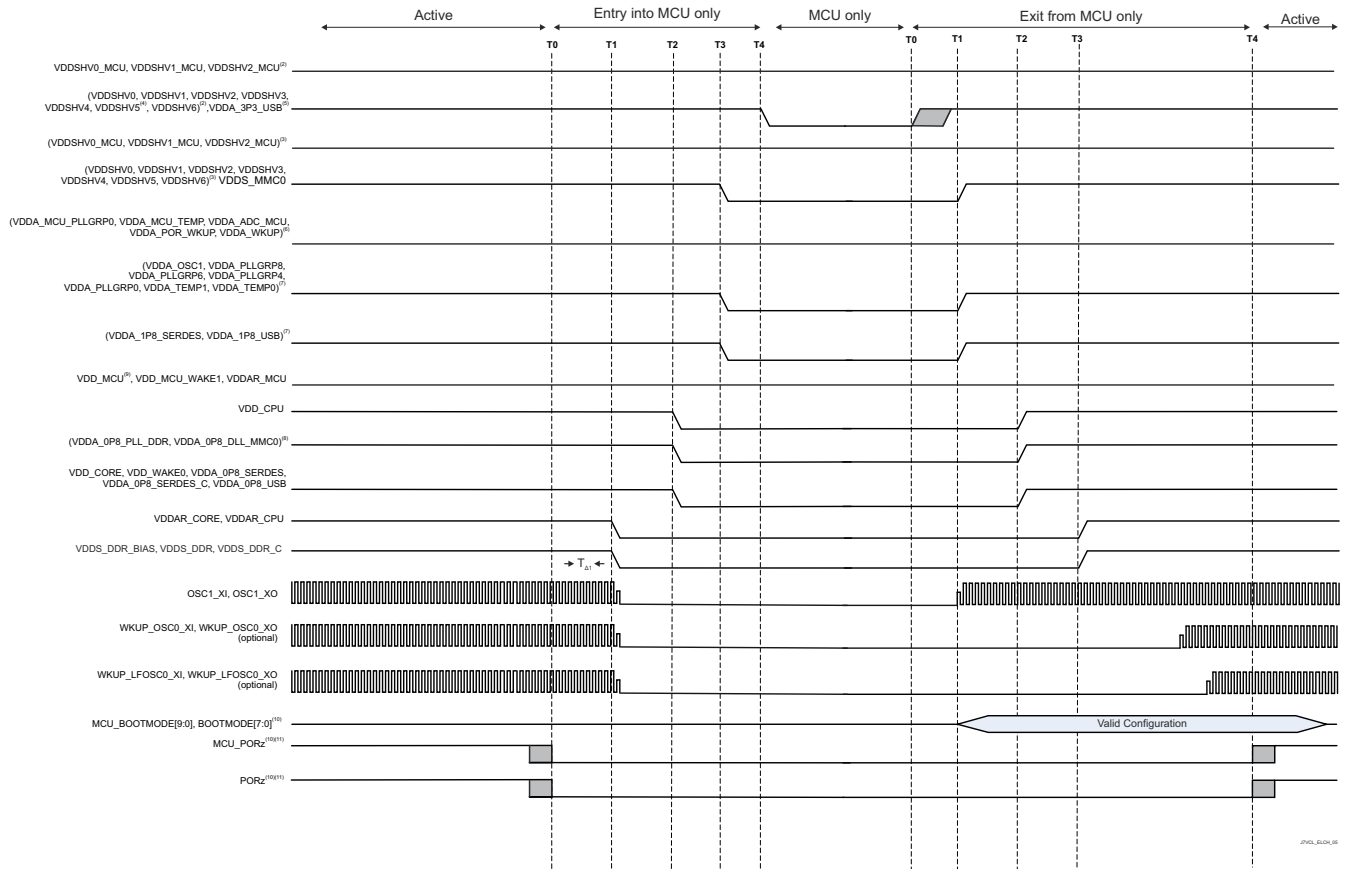 Active
Entry into MCU only
MCU only
Exit from MCU only
Active
T0 T1 T2 T3 T4 T0 T1 T2 T3 T4
VDDSHV0_MCU, VDDSHV1_MCU, VDDSHV2_MCU(2)
(VDDSHV0, VDDSHV1, VDDSHV2, VDDSHV3,
VDDSHV4, VDDSHV5(4), VDDSHV6)(2),VDDA_3P3_USB(5)
(VDDSHV0_MCU, VDDSHV1_MCU, VDDSHV2_MCU)(3)
(VDDSHV0, VDDSHV1, VDDSHV2, VDDSHV3,
VDDSHV4, VDDSHV5, VDDSHV6)(3) VDDS_MMC0
(VDDA_MCU_PLLGRP0, VDDA_MCU_TEMP, VDDA_ADC_MCU,
VDDA_POR_WKUP, VDDA_WKUP)(6)
(VDDA_OSC1, VDDA_PLLGRP8,
VDDA_PLLGRP6, VDDA_PLLGRP4,
VDDA_PLLGRP0, VDDA_TEMP1, VDDA_TEMP0)(7)
(VDDA_1P8_SERDES, VDDA_1P8_USB)(7)
VDD_MCU(9), VDD_MCU_WAKE1, VDDAR_MCU
VDD_CPU
(VDDA_0P8_PLL_DDR, VDDA_0P8_DLL_MMC0)(8)
VDD_CORE, VDD_WAKE0, VDDA_0P8_SERDES,
VDDA_0P8_SERDES_C, VDDA_0P8_USB
VDDAR_CORE, VDDAR_CPU
VDDS_DDR_BIAS, VDDS_DDR, VDDS_DDR_C
TΔ1
OSC1_XI, OSC1_XO
WKUP_OSC0_XI, WKUP_OSC0_XO
(optional)
WKUP_LFOSC0_XI, WKUP_LFOSC0_XO
(optional)
MCU_BOOTMODE[9:0], BOOTMODE[7:0](10)
Valid Configuration
MCU_PORz(10)(11)
PORz(10)(11)
J7VCL_ELCH_05